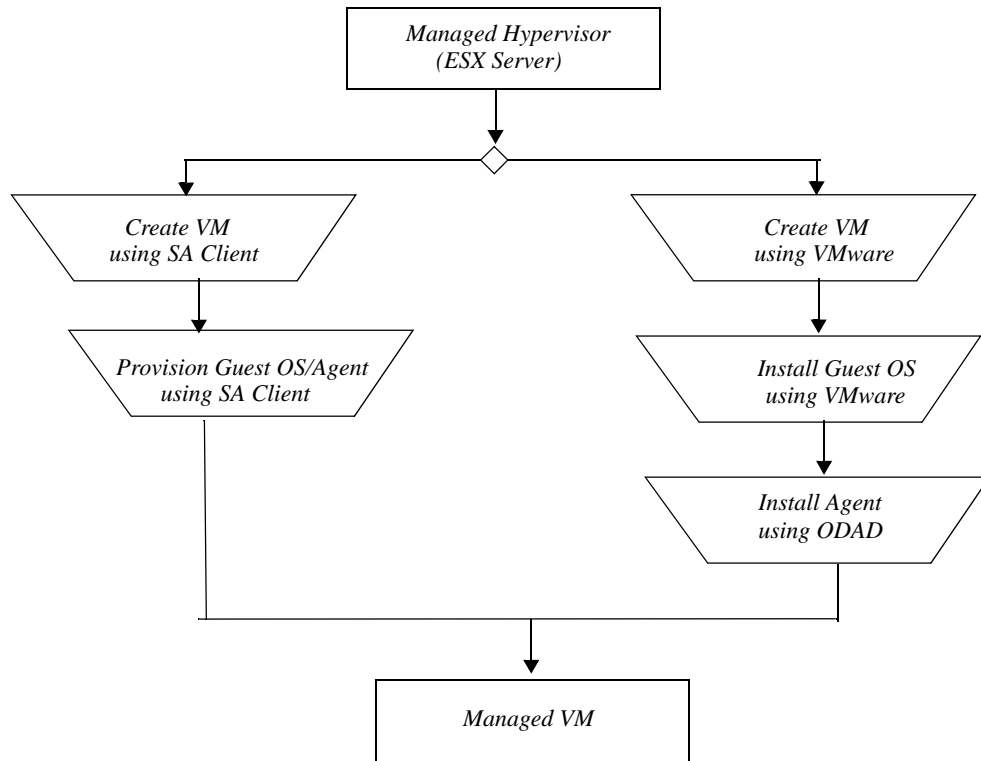 Managed Hypervisor
(ESX Server)
Create VM
using SA Client
Create VM
using VMware
Provision Guest OS/Agent
using SA Client
Install Guest OS
using VMware
Install Agent
using ODAD
Managed VM